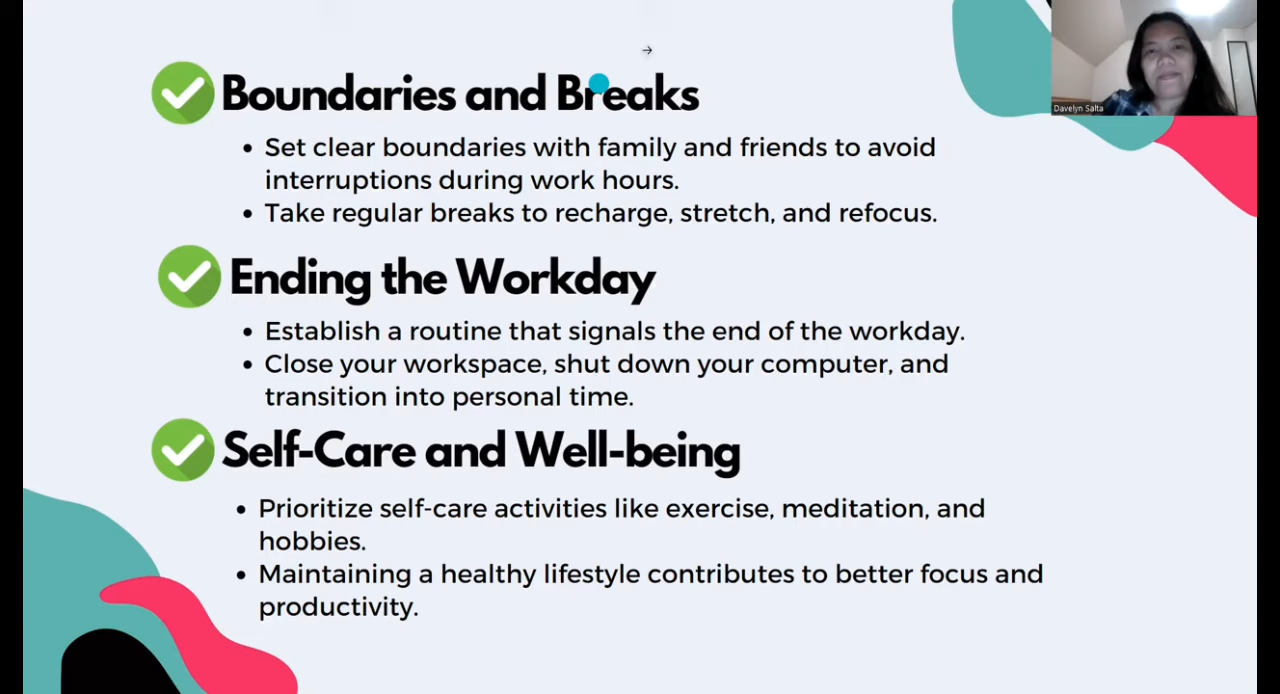 Boundaries and Breaks
• Set clear boundaries with family and friends to avoid
interruptions during work hours.
• Take regular breaks to recharge, stretch, and refocus.
Ending the Workday
• Establish a routine that signals the end of the workday.
• Close your workspace, shut down your computer, and
transition into personal time.
Self-Care and Well-being
• Prioritize self-care activities like exercise, meditation, and
hobbies.
• Maintaining a healthy lifestyle contributes to better focus and
productivity.
Davelyn Salta